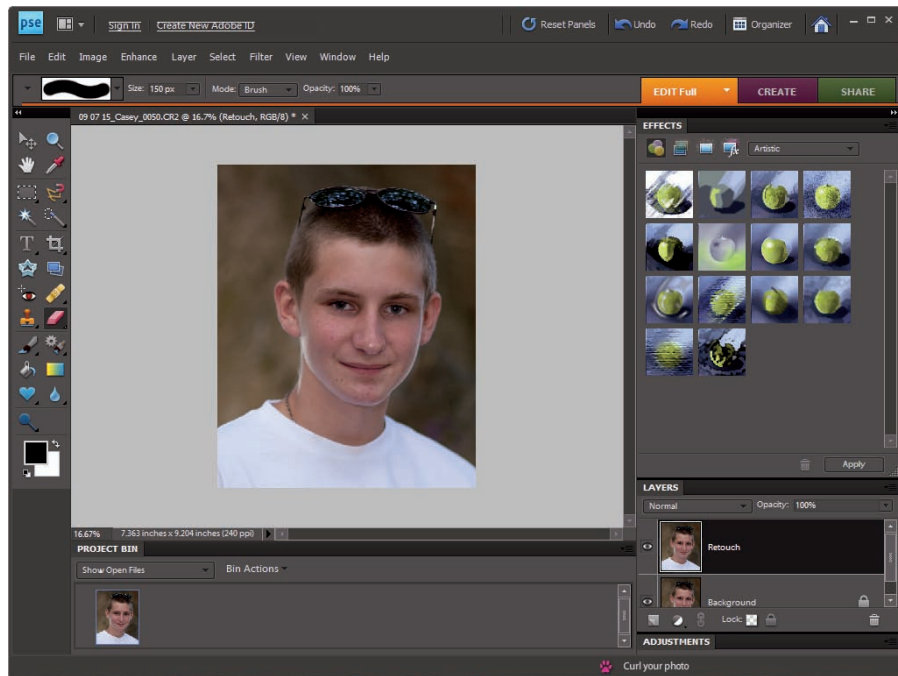 pse Sign In Create New Adobe ID Reset Panels Undo Redo Organizer
File Edit Image Enhance Layer Select Filter View Window Help
Size: 150 px Mode: Brush Opacity: 100% EDIT Full CREATE SHARE
09 07 15_Casey_0050.CR2 @ 16.7% (Retouch, RGB/8) *
EFFECTS
Artistic
Apply
LAYERS
Normal Opacity: 100%
Retouch
Background
Lock:
ADJUSTMENTS
16.67% 7.363 inches x 9.204 inches (240 ppi)
PROJECT BIN
Show Open Files Bin Actions
Curl your photo